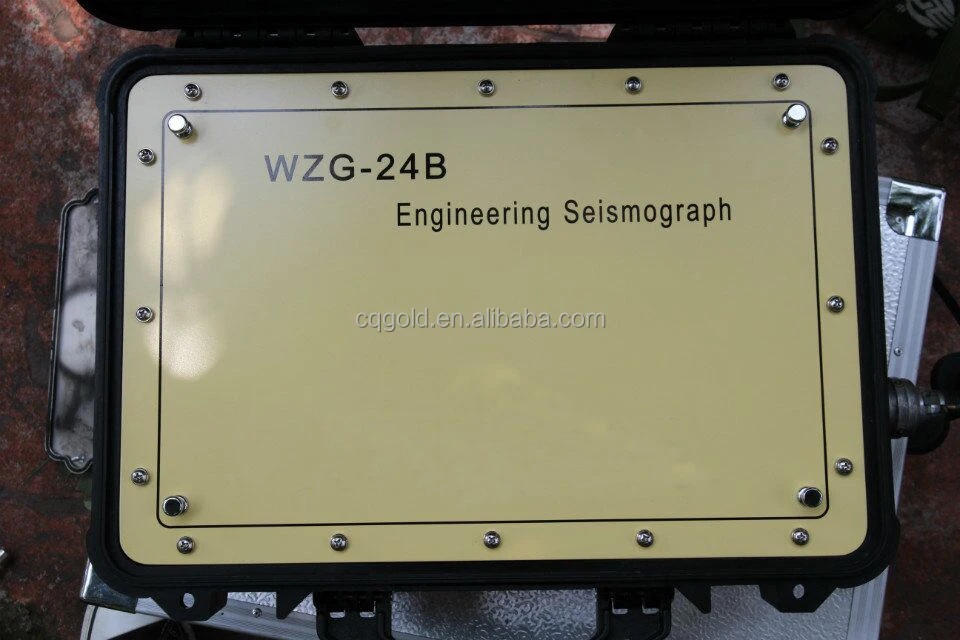 WZG-24B
Engineering Seismograph
cqgold.en.alibaba.com